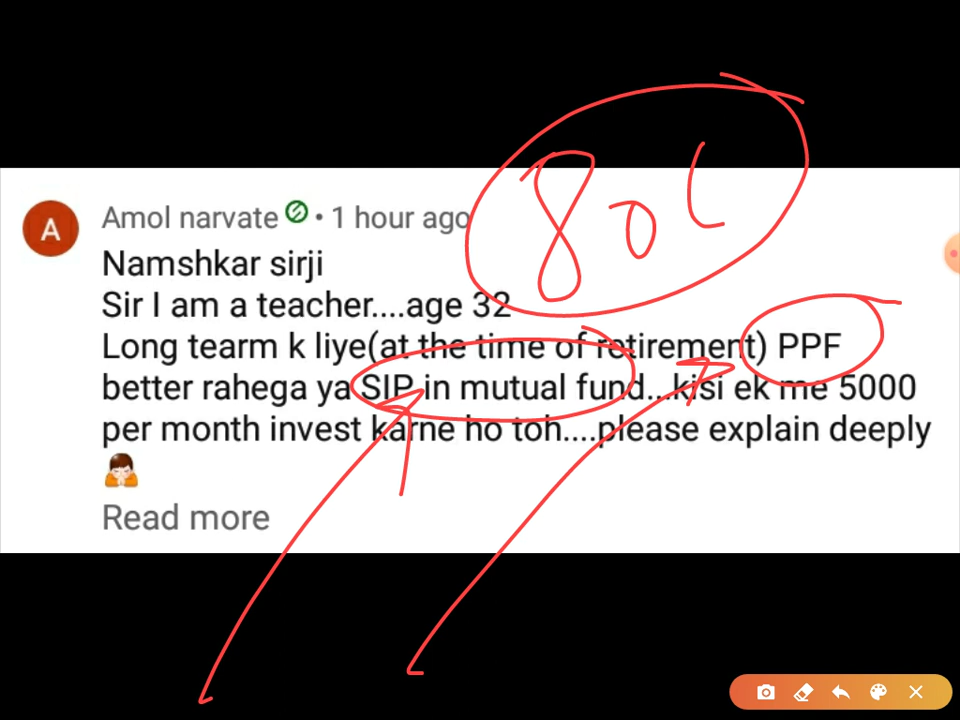 80C
A
Amol narvate • 1 hour ago
Namshkar sirji
Sir I am a teacher....age 32
Long tearm k liye(at the time of retirement) PPF
better rahega ya SIP in mutual fund...kisi ek me 5000
per month invest karne ho toh....please explain deeply
Read more